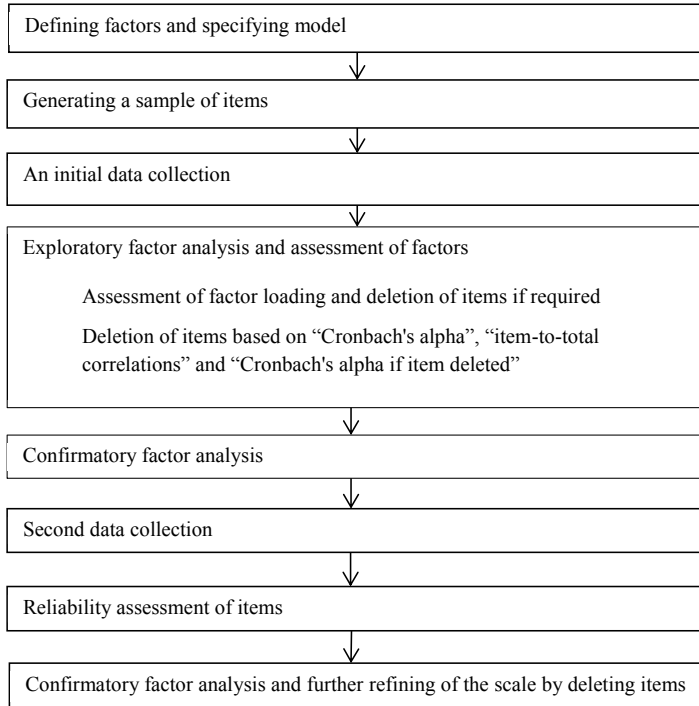 Defining factors and specifying model
Generating a sample of items
An initial data collection
Exploratory factor analysis and assessment of factors
Assessment of factor loading and deletion of items if required
Deletion of items based on “Cronbach's alpha”, “item-to-total
correlations” and “Cronbach's alpha if item deleted”
Confirmatory factor analysis
Second data collection
Reliability assessment of items
Confirmatory factor analysis and further refining of the scale by deleting items